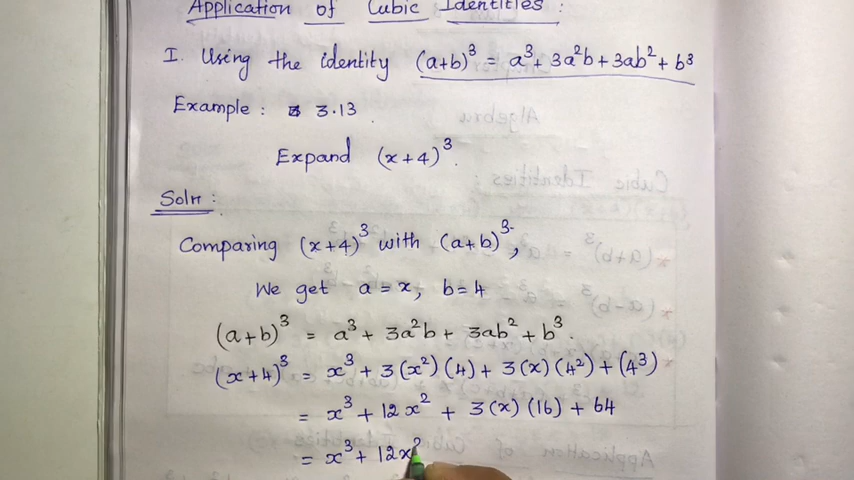 Application of Cubic Identities :
I. Using the identity (a+b)³ = a³ + 3a²b + 3ab² + b³
Example : 3.13
Expand (x+4)³.
Soln :
Comparing (x+4)³ with (a+b)³,
We get a = x, b = 4
(a+b)³ = a³ + 3a²b + 3ab² + b³.
(x+4)³ = x³ + 3(x²)(4) + 3(x)(4²) + (4³)
= x³ + 12x² + 3(x)(16) + 64
= x³ + 12x²